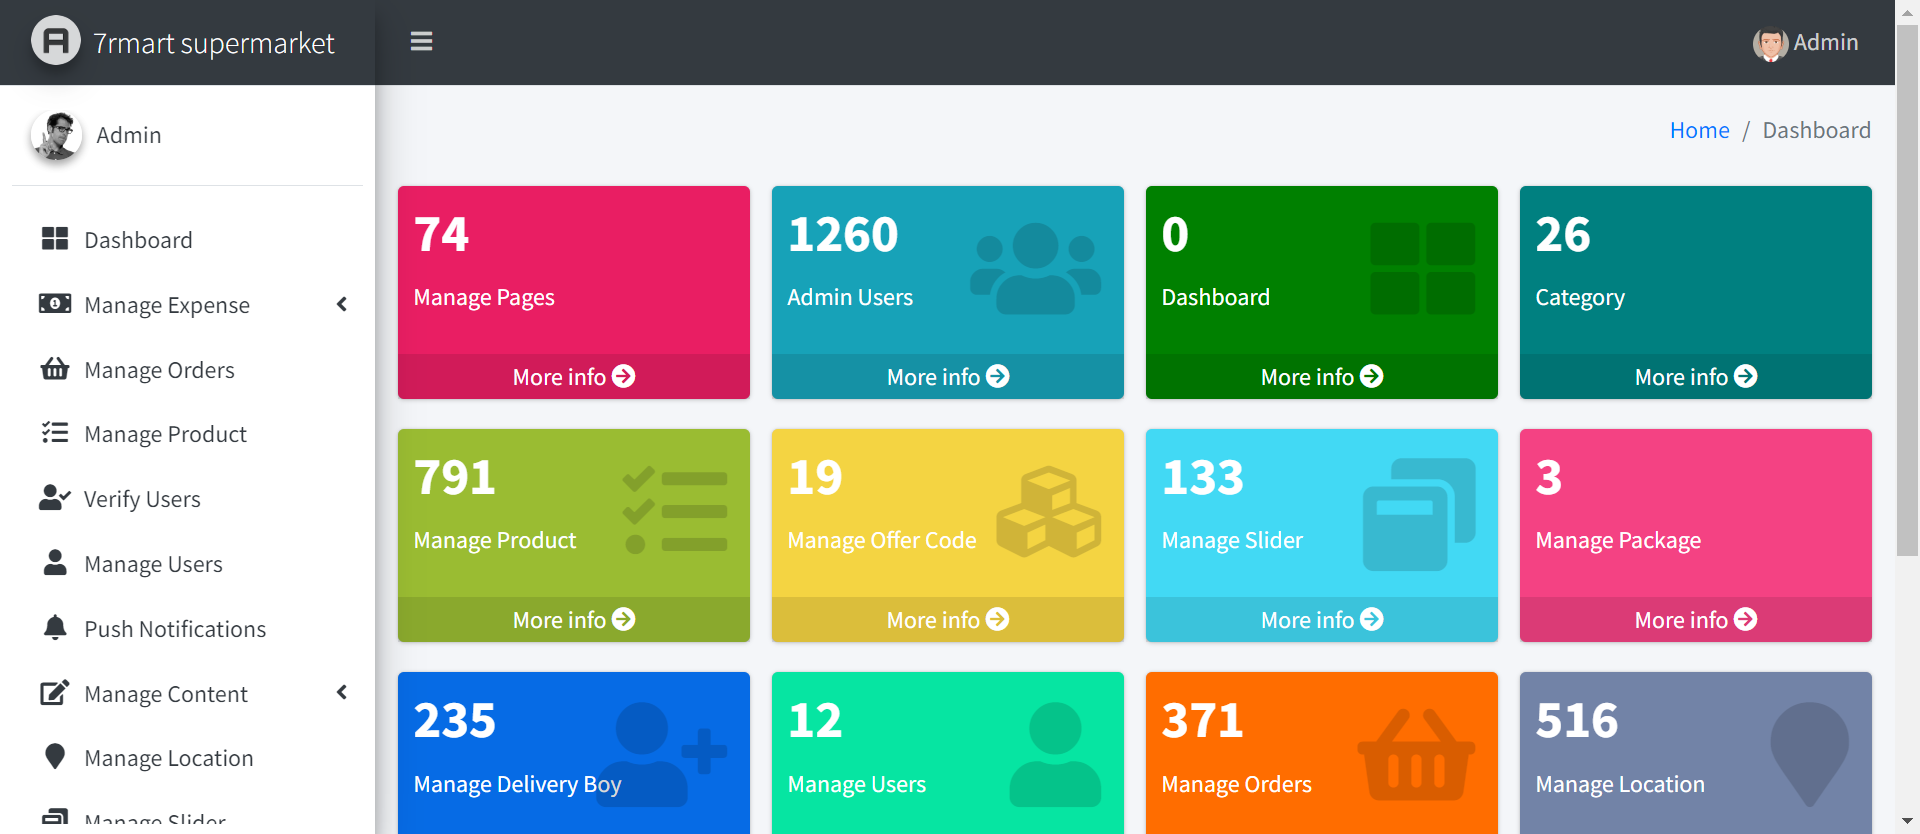 7rmart supermarket
Admin
Admin
Home / Dashboard
Dashboard
Manage Expense
Manage Orders
Manage Product
Verify Users
Manage Users
Push Notifications
Manage Content
Manage Location
Manage Slider
74
Manage Pages
More info
1260
Admin Users
More info
0
Dashboard
More info
26
Category
More info
791
Manage Product
More info
19
Manage Offer Code
More info
133
Manage Slider
More info
3
Manage Package
More info
235
Manage Delivery Boy
12
Manage Users
371
Manage Orders
516
Manage Location